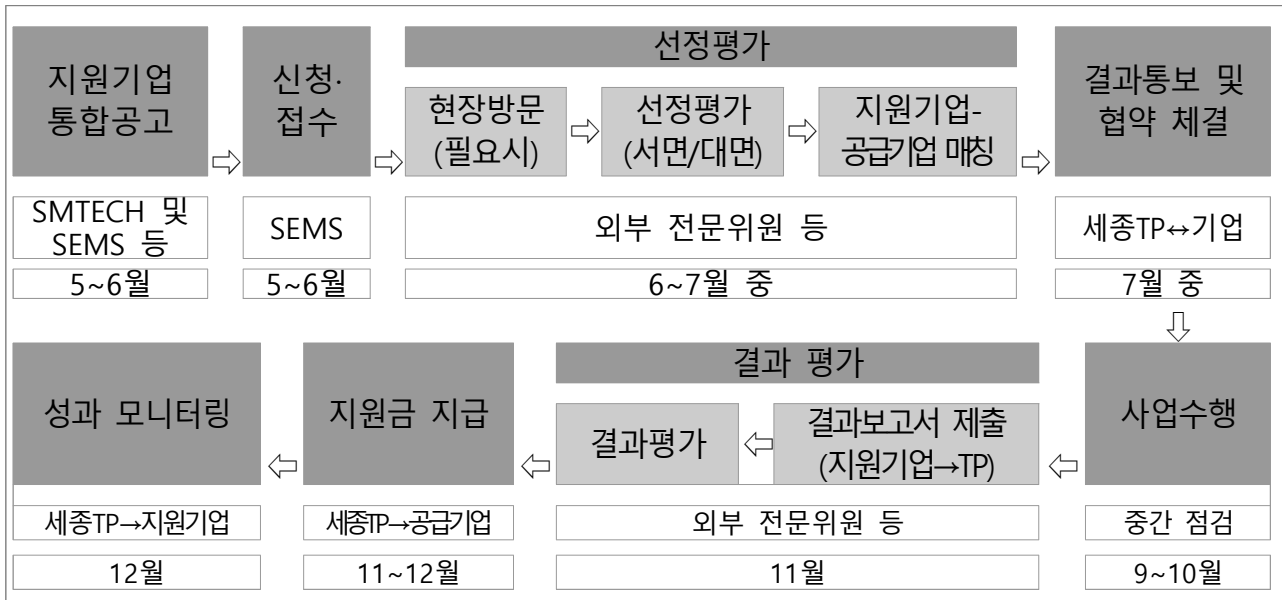 지원기업
통합공고
신청·
접수
선정평가
현장방문
(필요시)
선정평가
(서면/대면)
지원기업-
공급기업 매칭
결과통보 및
협약 체결
SMTECH 및
SEMS 등
SEMS
외부 전문위원 등
세종TP↔기업
5~6월
5~6월
6~7월 중
7월 중
성과 모니터링
지원금 지급
결과 평가
결과평가
결과보고서 제출
(지원기업→TP)
사업수행
세종TP→지원기업
세종TP→공급기업
외부 전문위원 등
중간 점검
12월
11~12월
11월
9~10월